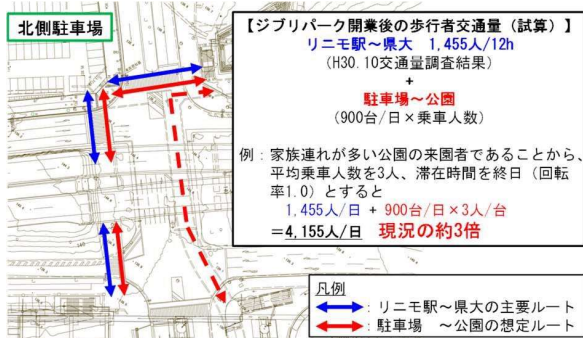 北側駐車場
【ジブリパーク開業後の歩行者交通量（試算）】
リニモ駅～県大　1,455人/12h
（H30.10交通量調査結果）
+
駐車場～公園
（900台/日×乗車人数）
例：家族連れが多い公園の来園者であることから、
平均乗車人数を3人、滞在時間を終日（回転
率1.0）とすると
1,455人/日 + 900台/日×3人/台
＝4,155人/日　現況の約3倍
凡例
：リニモ駅～県大の主要ルート
：駐車場　～公園の想定ルート